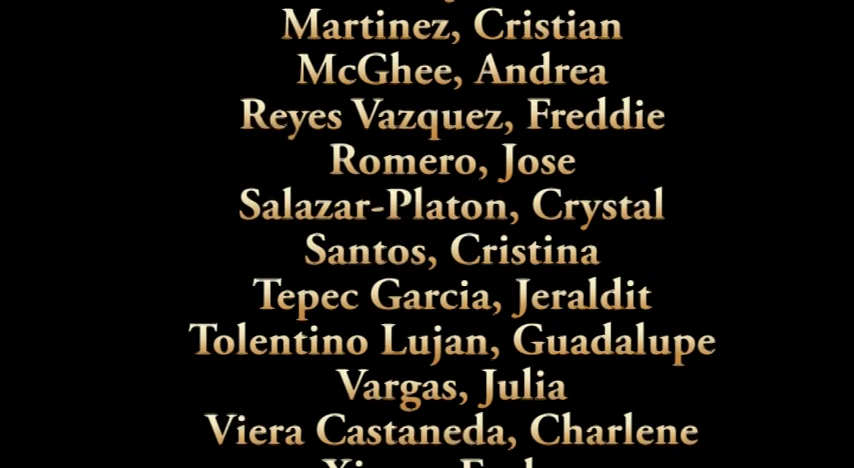 Martinez, Cristian
McGhee, Andrea
Reyes Vazquez, Freddie
Romero, Jose
Salazar-Platon, Crystal
Santos, Cristina
Tepec Garcia, Jeraldit
Tolentino Lujan, Guadalupe
Vargas, Julia
Viera Castaneda, Charlene